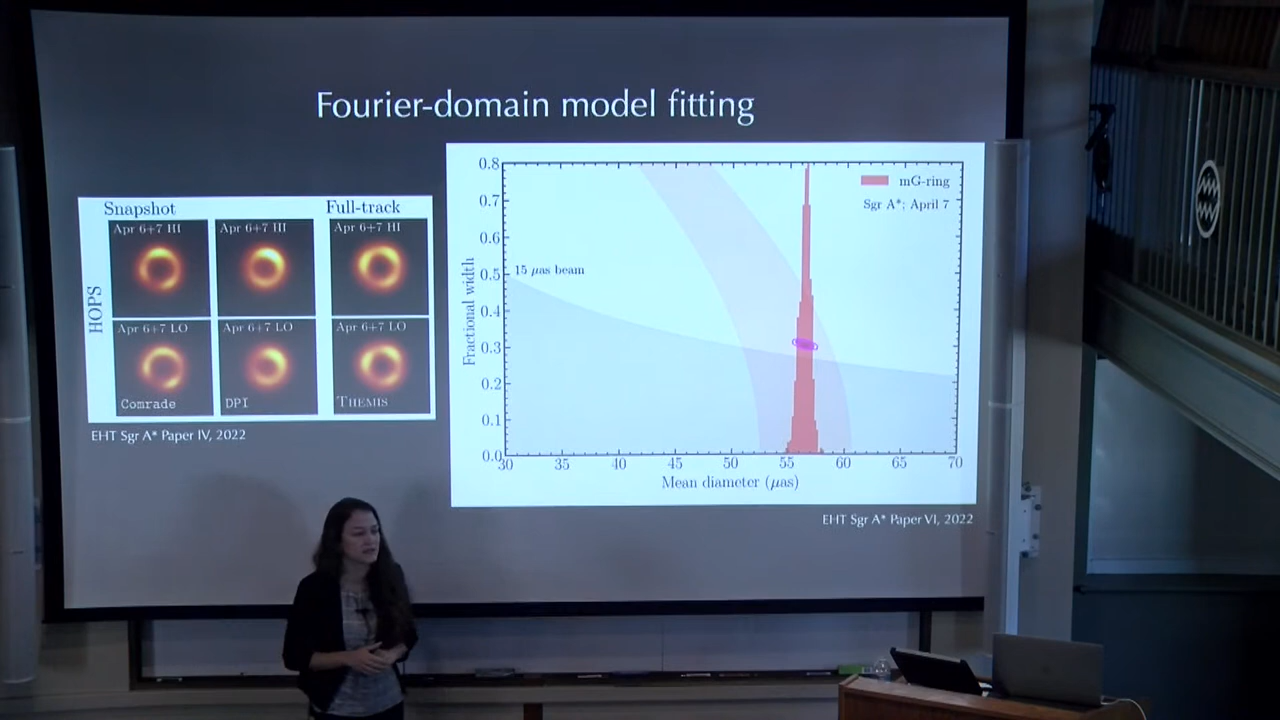 Fourier-domain model fitting
Snapshot Full-track
HOPS
Apr 6+7 HI
Apr 6+7 HI
Apr 6+7 HI
Apr 6+7 LO
Comrade
Apr 6+7 LO
DPI
Apr 6+7 LO
THEMIS
EHT Sgr A* Paper IV, 2022
Fractional width
0.8
0.7
0.6
0.5
0.4
0.3
0.2
0.1
0.0
mG-ring
Sgr A*; April 7
15 μas beam
30 35 40 45 50 55 60 65 70
Mean diameter (μas)
EHT Sgr A* Paper VI, 2022